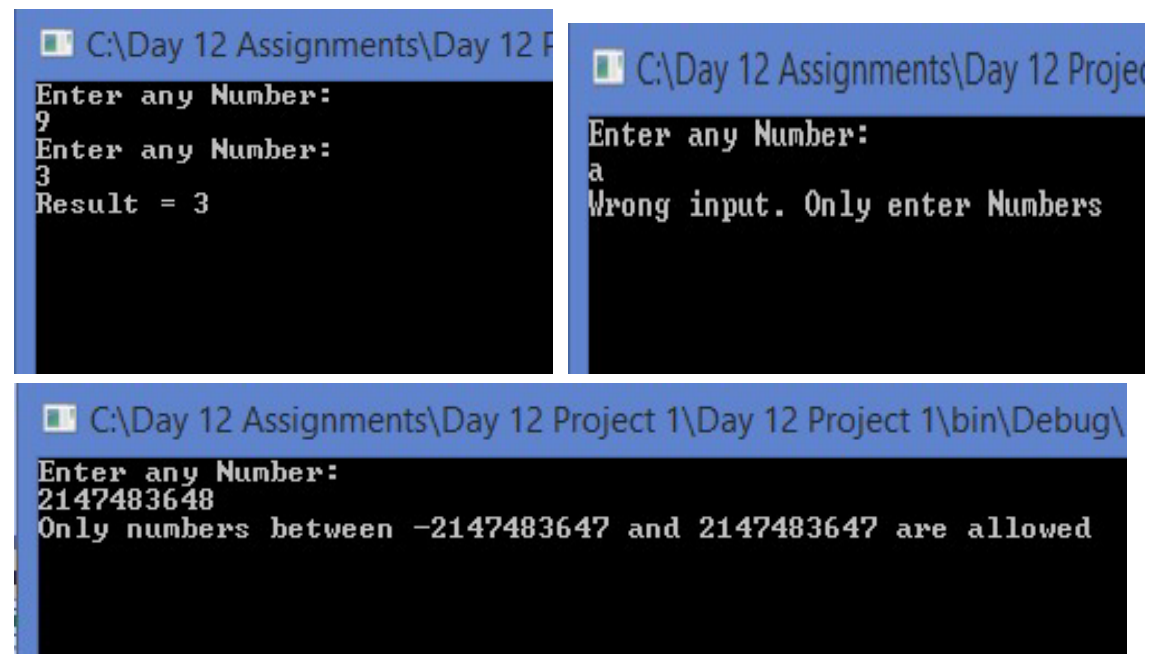 C:\Day 12 Assignments\Day 12 P
Enter any Number:
9
Enter any Number:
3
Result = 3
C:\Day 12 Assignments\Day 12 Projec
Enter any Number:
a
Wrong input. Only enter Numbers
C:\Day 12 Assignments\Day 12 Project 1\Day 12 Project 1\bin\Debug\
Enter any Number:
2147483648
Only numbers between -2147483647 and 2147483647 are allowed